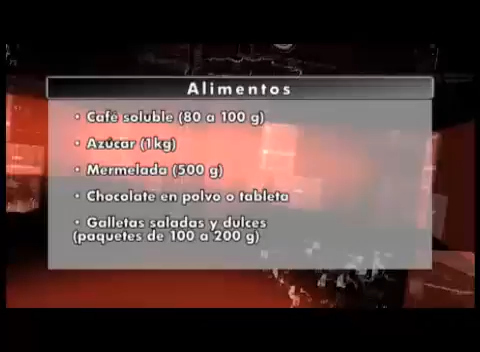 Alimentos
• Café soluble (80 a 100 g)
• Azúcar (1kg)
• Mermelada (500 g)
• Chocolate en polvo o tableta
• Galletas saladas y dulces
(paquetes de 100 a 200 g)